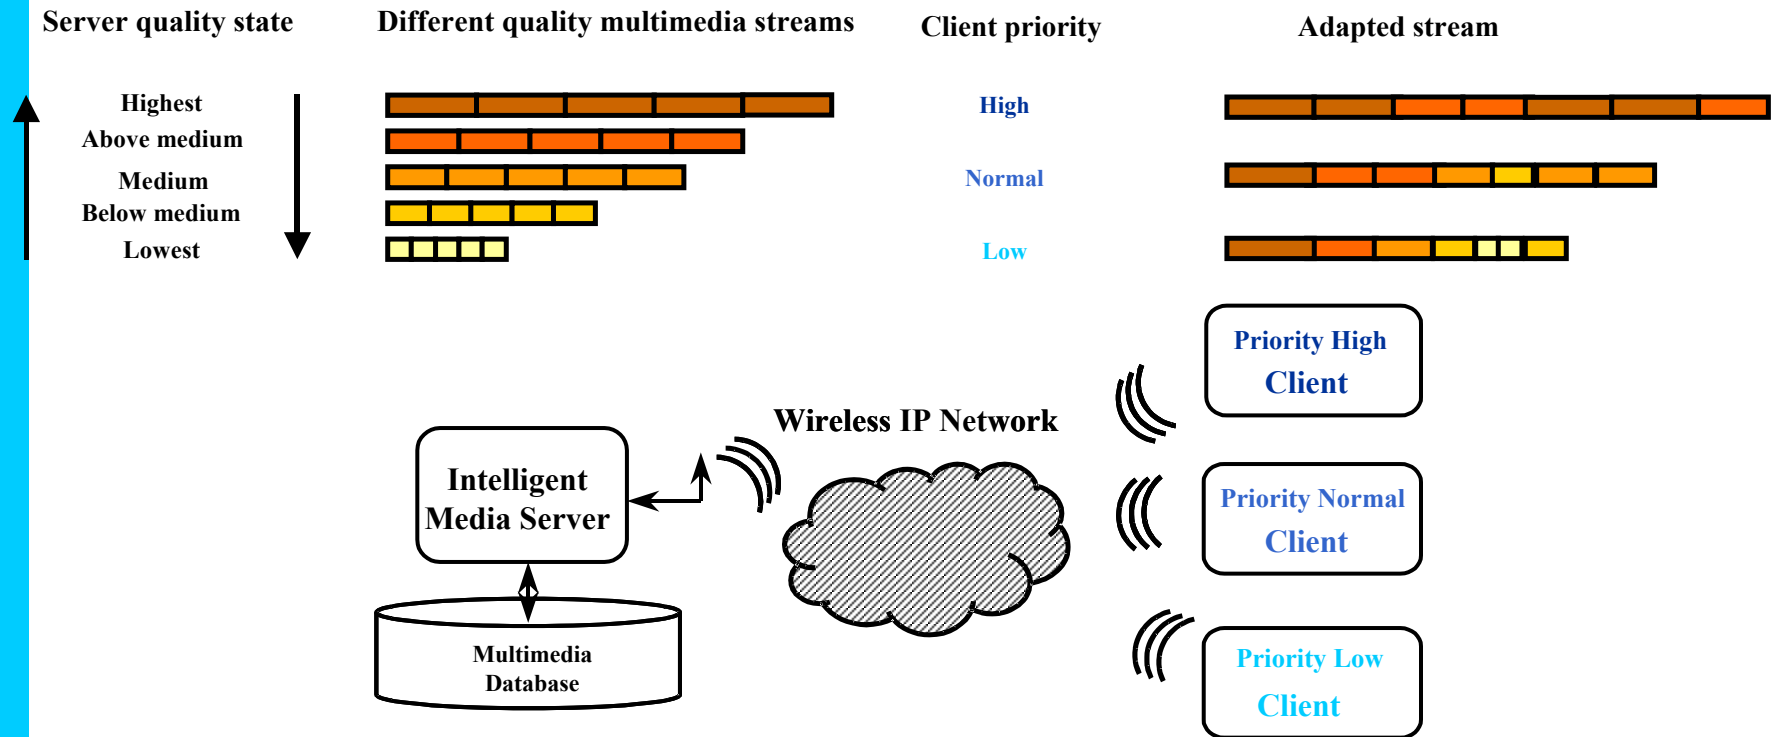 Server quality state
Different quality multimedia streams
Client priority
Adapted stream
Highest
Above medium
Medium
Below medium
Lowest
High
Normal
Low
Priority High
Client
Wireless IP Network
Intelligent
Media Server
Priority Normal
Client
Multimedia
Database
Priority Low
Client